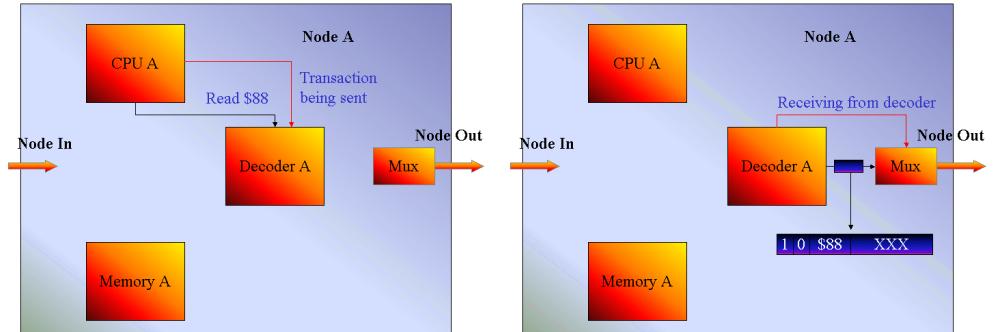 Node A
CPU A
Transaction
being sent
Read $88
Node In
Node Out
Decoder A
Mux
Memory A
Node A
CPU A
Receiving from decoder
Node In
Node Out
Decoder A
Mux
1 0 $88 XXX
Memory A